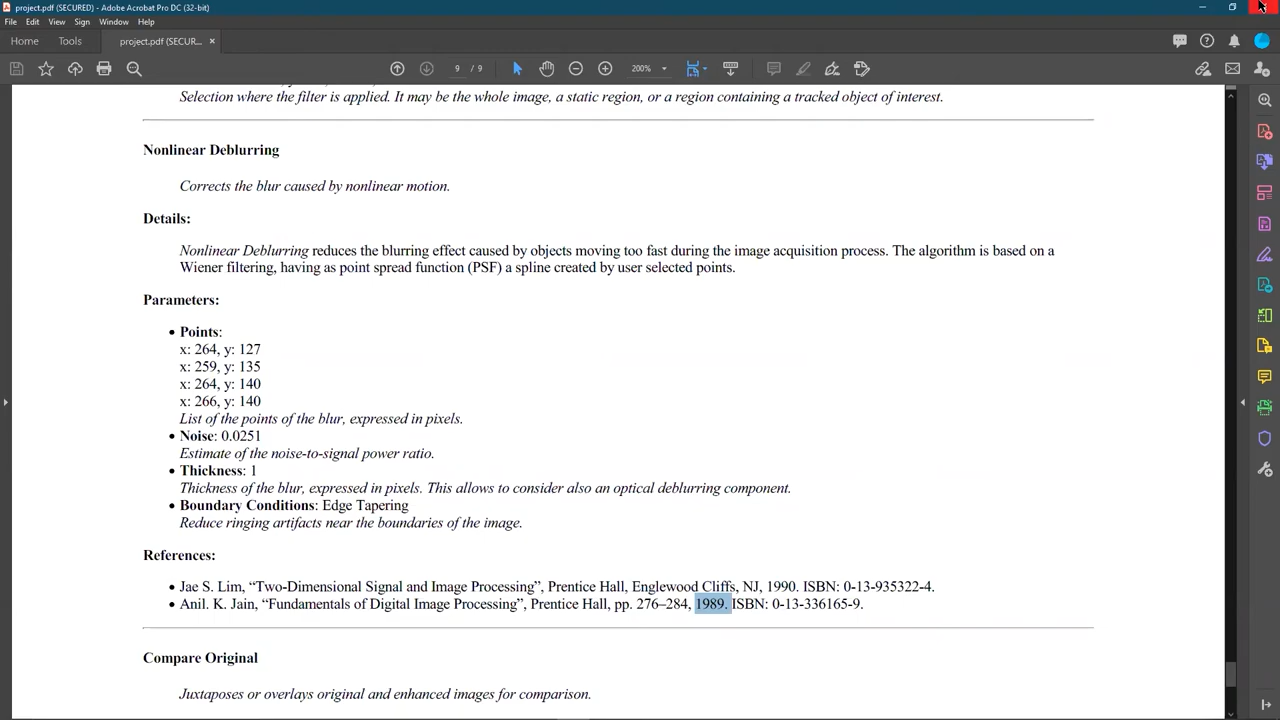 project.pdf (SECURED) - Adobe Acrobat Pro DC (32-bit)
File Edit View Sign Window Help
Home Tools project.pdf (SECUR... ×
9 / 9 200%
Selection where the filter is applied. It may be the whole image, a static region, or a region containing a tracked object of interest.
Nonlinear Deblurring
Corrects the blur caused by nonlinear motion.
Details:
Nonlinear Deblurring reduces the blurring effect caused by objects moving too fast during the image acquisition process. The algorithm is based on a
Wiener filtering, having as point spread function (PSF) a spline created by user selected points.
Parameters:
• Points:
x: 264, y: 127
x: 259, y: 135
x: 264, y: 140
x: 266, y: 140
List of the points of the blur, expressed in pixels.
• Noise: 0.0251
Estimate of the noise-to-signal power ratio.
• Thickness: 1
Thickness of the blur, expressed in pixels. This allows to consider also an optical deblurring component.
• Boundary Conditions: Edge Tapering
Reduce ringing artifacts near the boundaries of the image.
References:
• Jae S. Lim, “Two-Dimensional Signal and Image Processing”, Prentice Hall, Englewood Cliffs, NJ, 1990. ISBN: 0-13-935322-4.
• Anil. K. Jain, “Fundamentals of Digital Image Processing”, Prentice Hall, pp. 276–284, 1989. ISBN: 0-13-336165-9.
Compare Original
Juxtaposes or overlays original and enhanced images for comparison.